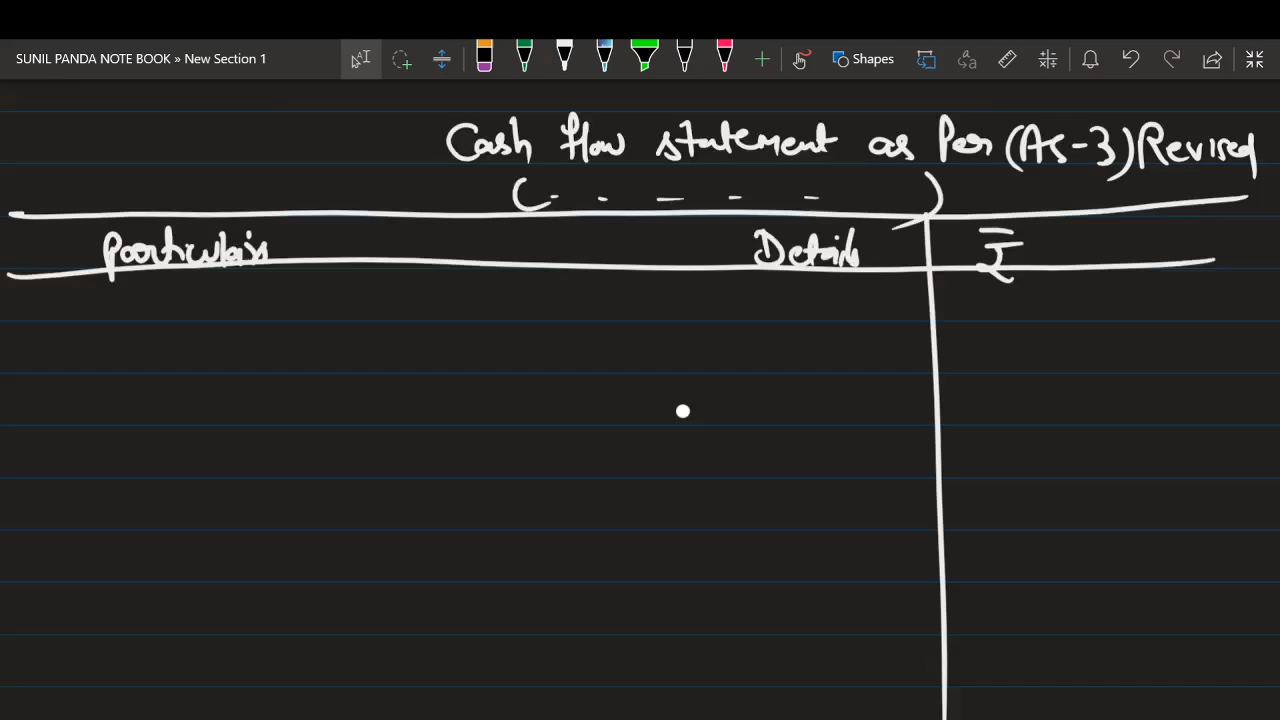 SUNIL PANDA NOTE BOOK » New Section 1
Shapes
Cash flow statement as Per (As-3) Revised
(- - - - -)
Particulars Details ₹